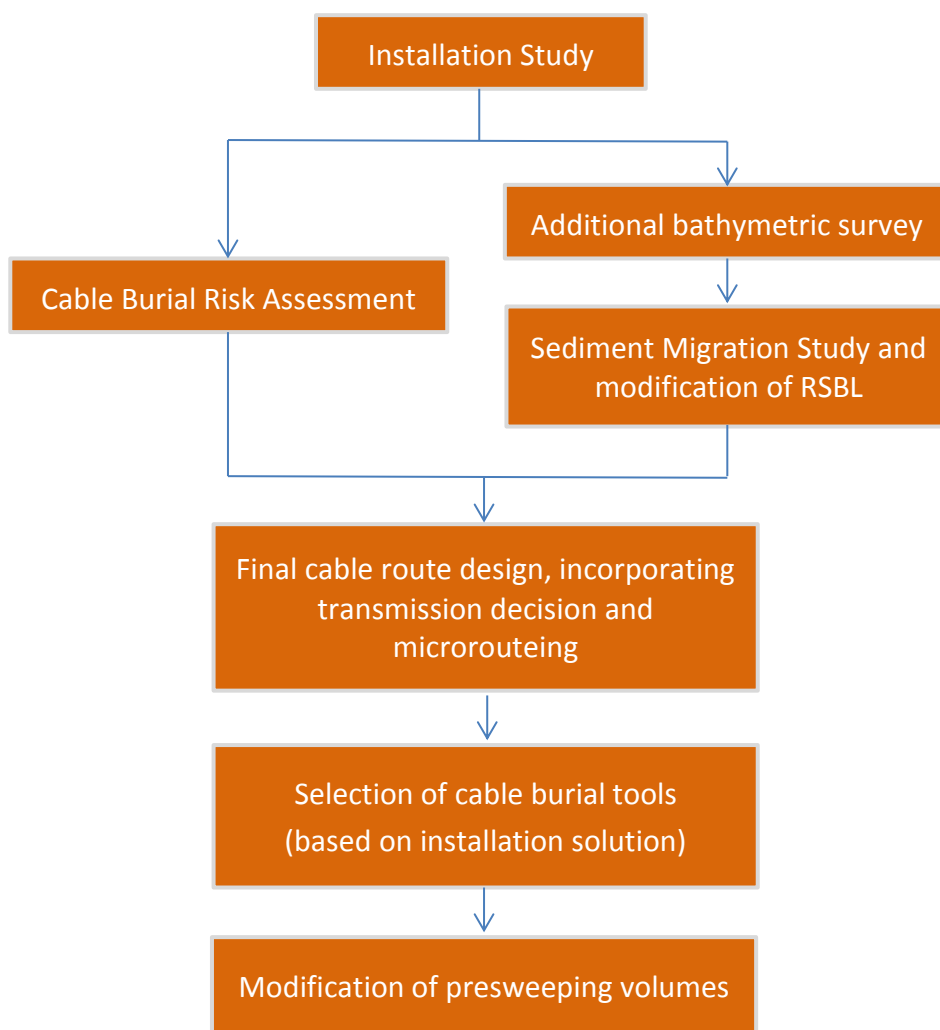 Installation Study
Additional bathymetric survey
Cable Burial Risk Assessment
Sediment Migration Study and
modification of RSBL
Final cable route design, incorporating
transmission decision and
microrouteing
Selection of cable burial tools
(based on installation solution)
Modification of presweeping volumes